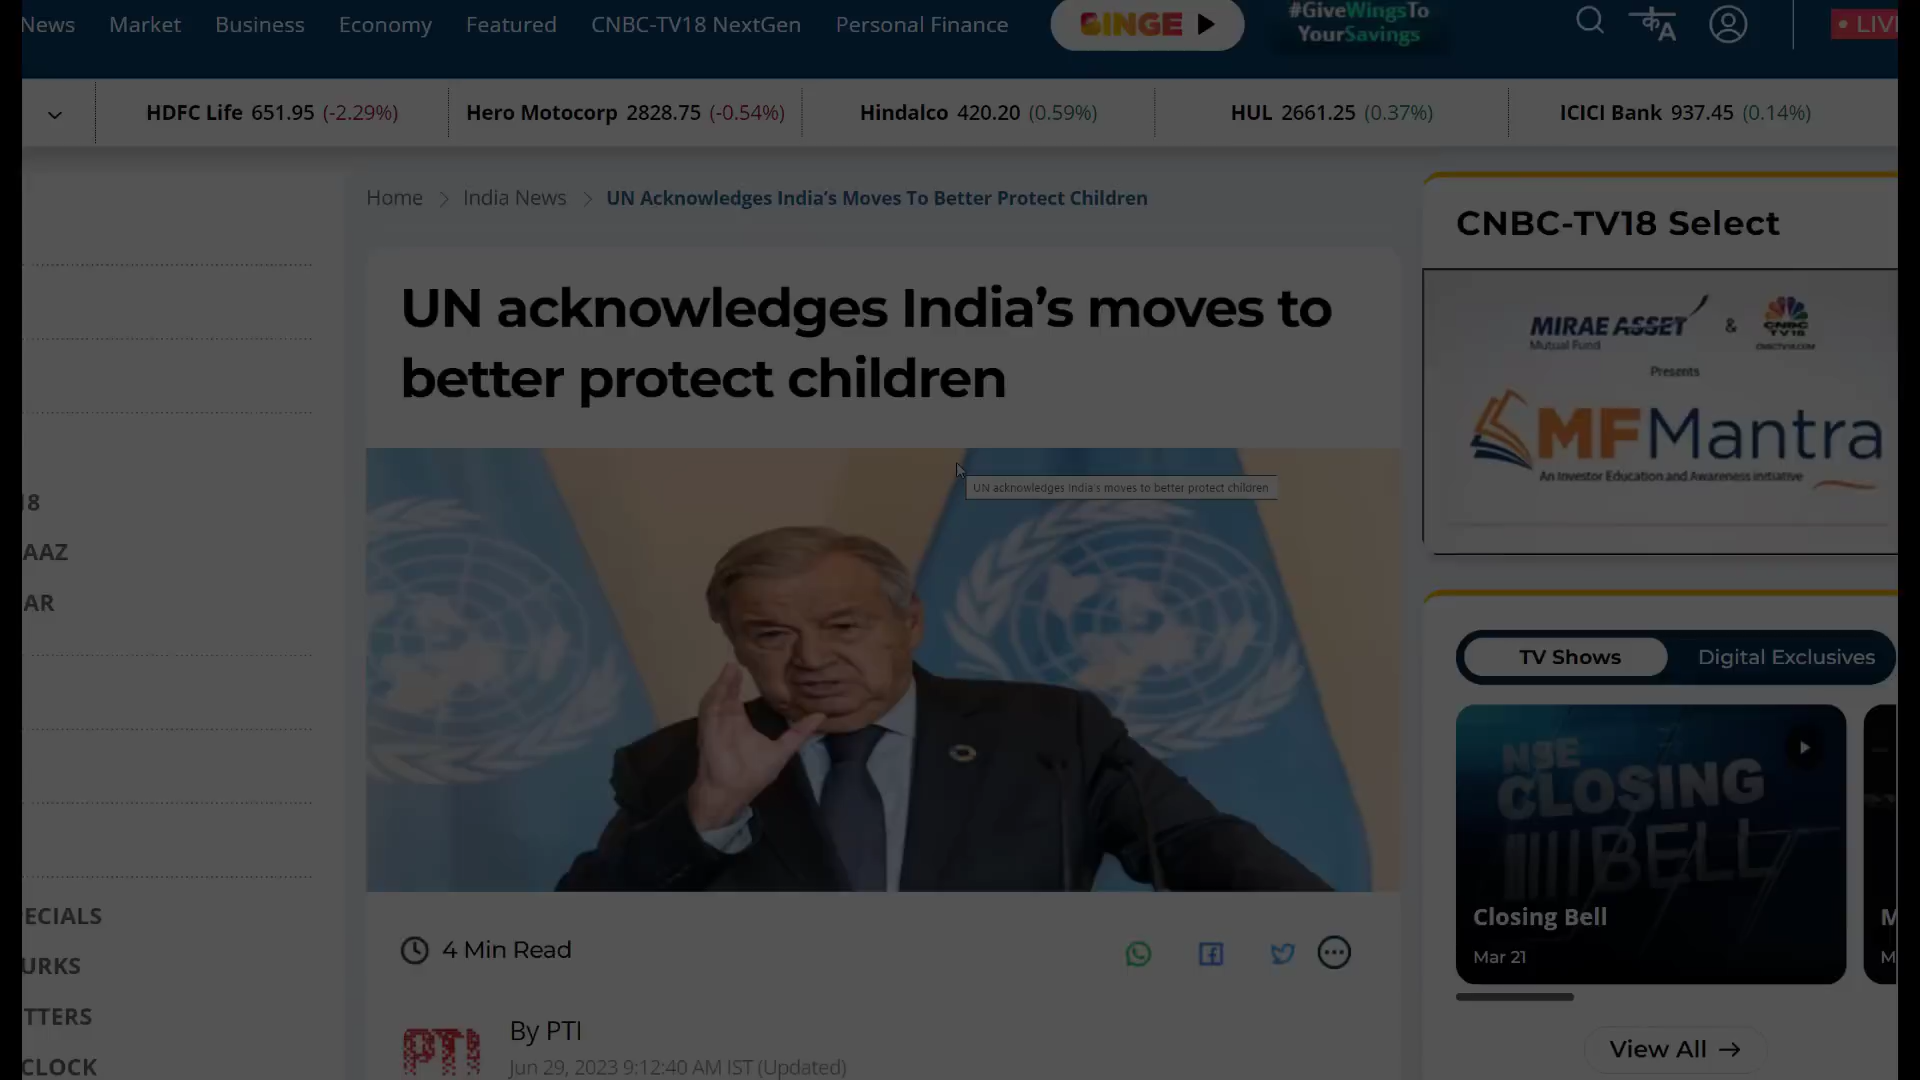 News Market Business Economy Featured CNBC-TV18 NextGen Personal Finance BINGE #GiveWingsTo
YourSavings
LIVE
HDFC Life 651.95 (-2.29%) Hero Motocorp 2828.75 (-0.54%) Hindalco 420.20 (0.59%) HUL 2661.25 (0.37%) ICICI Bank 937.45 (0.14%)
Home > India News > UN Acknowledges India's Moves To Better Protect Children
UN acknowledges India's moves to
better protect children
UN acknowledges India's moves to better protect children
18
AAZ
AR
ECIALS
URKS
TTERS
CLOCK
4 Min Read
PTI
By PTI
Jun 29, 2023 9:12:40 AM IST (Updated)
CNBC-TV18 Select
MIRAE ASSET
Mutual Fund
&
CNBC
TV18
CNBCTV18.COM
Presents
MFMantra
An Investor Education and Awareness initiative
TV Shows Digital Exclusives
NSE
CLOSING
BELL
Closing Bell
Mar 21
M
M
View All →